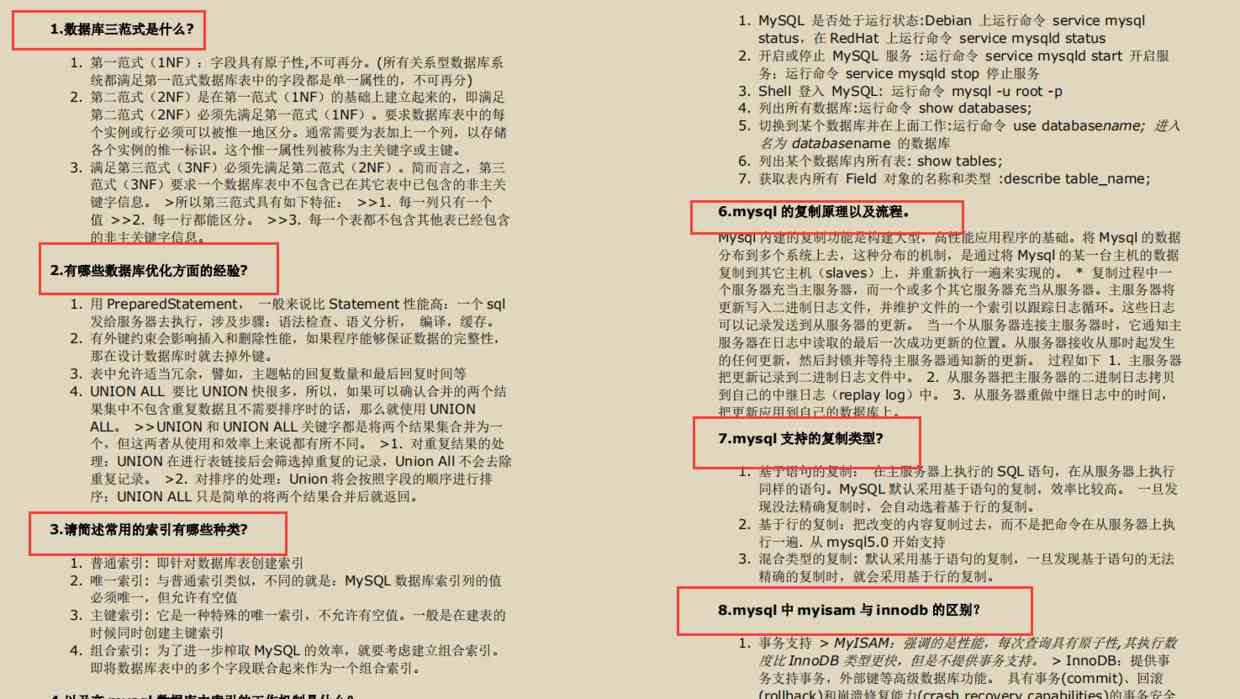 1.数据库三范式是什么?
1. 第一范式（1NF）：字段具有原子性,不可再分。(所有关系型数据库系
统都满足第一范式数据库表中的字段都是单一属性的，不可再分)
2. 第二范式（2NF）是在第一范式（1NF）的基础上建立起来的，即满足
第二范式（2NF）必须先满足第一范式（1NF）。要求数据库表中的每
个实例或行必须可以被惟一地区分。通常需要为表加上一个列，以存储
各个实例的惟一标识。这个惟一属性列被称为主关键字或主键。
3. 满足第三范式（3NF）必须先满足第二范式（2NF）。简而言之，第三
范式（3NF）要求一个数据库表中不包含已在其它表中已包含的非主关
键字信息。 >所以第三范式具有如下特征： >>1. 每一列只有一个
值 >>2. 每一行都能区分。 >>3. 每一个表都不包含其他表已经包含
的非主关键字信息。
2.有哪些数据库优化方面的经验?
1. 用 PreparedStatement， 一般来说比 Statement 性能高：一个 sql
发给服务器去执行，涉及步骤：语法检查、语义分析， 编译，缓存。
2. 有外键约束会影响插入和删除性能，如果程序能够保证数据的完整性，
那在设计数据库时就去掉外键。
3. 表中允许适当冗余，譬如，主题帖的回复数量和最后回复时间等
4. UNION ALL 要比 UNION 快很多，所以，如果可以确认合并的两个结
果集中不包含重复数据且不需要排序时的话，那么就使用 UNION
ALL。 >>UNION 和 UNION ALL 关键字都是将两个结果集合并为一
个，但这两者从使用和效率上来说都有所不同。 >1. 对重复结果的处
理：UNION 在进行表链接后会筛选掉重复的记录，Union All 不会去除
重复记录。 >2. 对排序的处理：Union 将会按照字段的顺序进行排
序；UNION ALL 只是简单的将两个结果合并后就返回。
3.请简述常用的索引有哪些种类?
1. 普通索引: 即针对数据库表创建索引
2. 唯一索引: 与普通索引类似，不同的就是：MySQL 数据库索引列的值
必须唯一，但允许有空值
3. 主键索引: 它是一种特殊的唯一索引，不允许有空值。一般是在建表的
时候同时创建主键索引
4. 组合索引: 为了进一步榨取 MySQL 的效率，就要考虑建立组合索引。
即将数据库表中的多个字段联合起来作为一个组合索引。
1. MySQL 是否处于运行状态:Debian 上运行命令 service mysql
status，在 RedHat 上运行命令 service mysqld status
2. 开启或停止 MySQL 服务 :运行命令 service mysqld start 开启服
务；运行命令 service mysqld stop 停止服务
3. Shell 登入 MySQL: 运行命令 mysql -u root -p
4. 列出所有数据库:运行命令 show databases;
5. 切换到某个数据库并在上面工作:运行命令 use databasename; 进入
名为 databasename 的数据库
6. 列出某个数据库内所有表: show tables;
7. 获取表内所有 Field 对象的名称和类型 :describe table_name;
6.mysql 的复制原理以及流程。
Mysql 内建的复制功能是构建大型，高性能应用程序的基础。将 Mysql 的数据
分布到多个系统上去，这种分布的机制，是通过将 Mysql 的某一台主机的数据
复制到其它主机（slaves）上，并重新执行一遍来实现的。 * 复制过程中一
个服务器充当主服务器，而一个或多个其它服务器充当从服务器。主服务器将
更新写入二进制日志文件，并维护文件的一个索引以跟踪日志循环。这些日志
可以记录发送到从服务器的更新。 当一个从服务器连接主服务器时，它通知主
服务器在日志中读取的最后一次成功更新的位置。从服务器接收从那时起发生
的任何更新，然后封锁并等待主服务器通知新的更新。 过程如下 1. 主服务器
把更新记录到二进制日志文件中。 2. 从服务器把主服务器的二进制日志拷贝
到自己的中继日志（replay log）中。 3. 从服务器重做中继日志中的时间，
把更新应用到自己的数据库上。
7.mysql 支持的复制类型?
1. 基于语句的复制： 在主服务器上执行的 SQL 语句，在从服务器上执行
同样的语句。MySQL 默认采用基于语句的复制，效率比较高。 一旦发
现没法精确复制时，会自动选着基于行的复制。
2. 基于行的复制：把改变的内容复制过去，而不是把命令在从服务器上执
行一遍. 从 mysql5.0 开始支持
3. 混合类型的复制: 默认采用基于语句的复制，一旦发现基于语句的无法
精确的复制时，就会采用基于行的复制。
8.mysql 中 myisam 与 innodb 的区别?
1. 事务支持 > MyISAM：强调的是性能，每次查询具有原子性,其执行数
度比 InnoDB 类型更快，但是不提供事务支持。 > InnoDB：提供事
务支持事务，外部键等高级数据库功能。 具有事务(commit)、回滚
(rollback)和崩溃修复能力(crash recovery capabilities)的事务安全